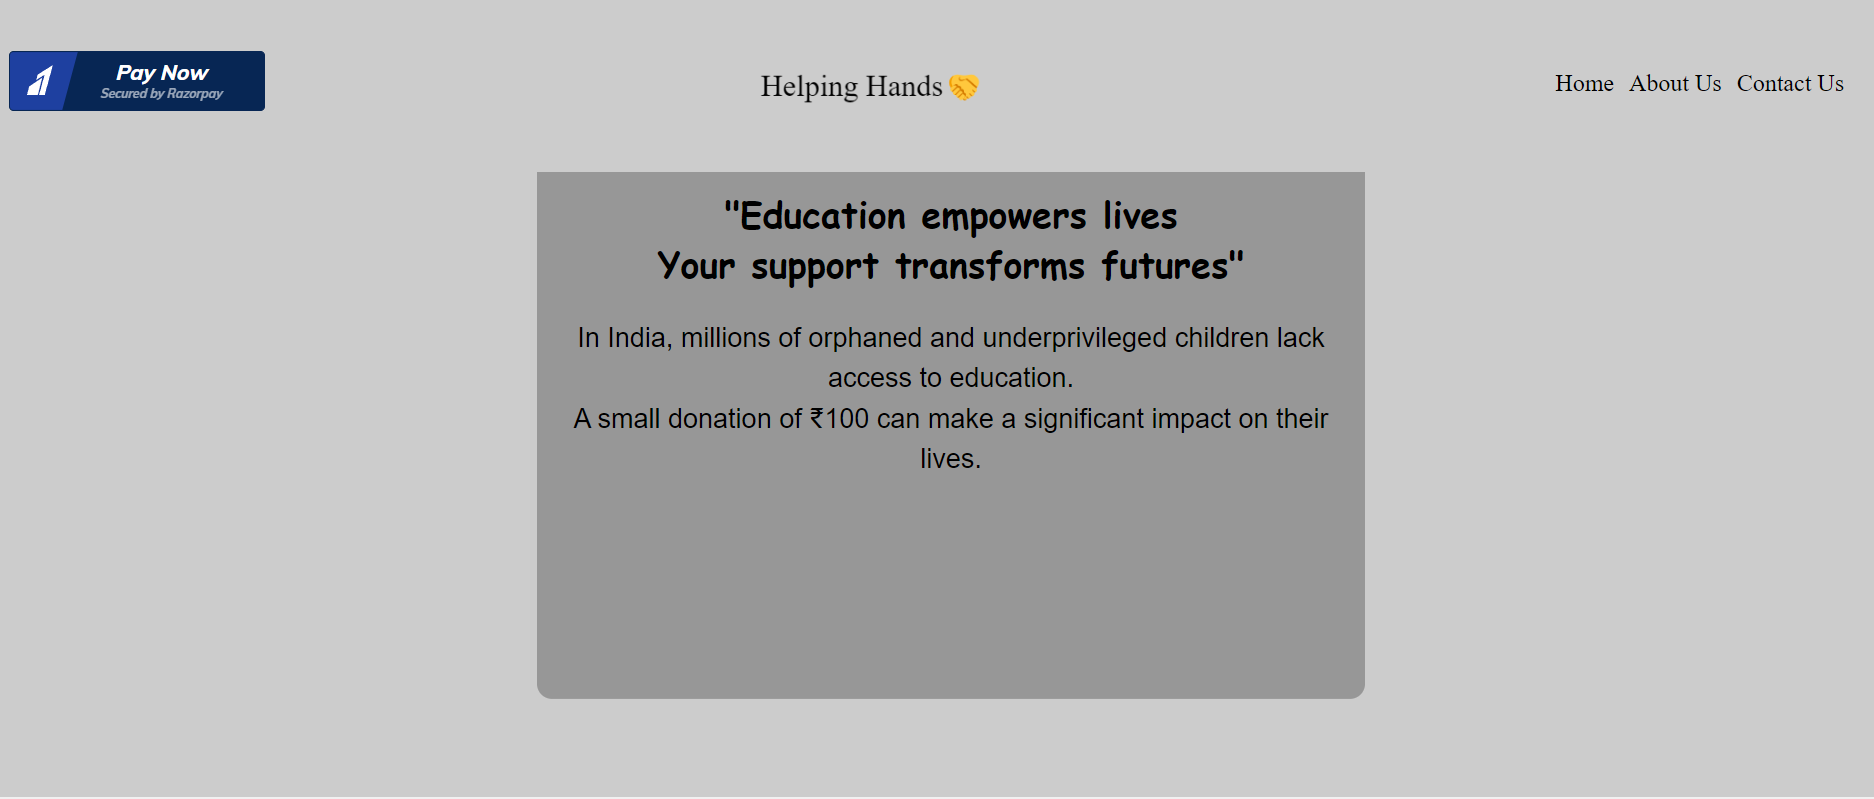 Pay Now
Secured by Razorpay
Helping Hands🤝
Home About Us Contact Us
"Education empowers lives
Your support transforms futures"
In India, millions of orphaned and underprivileged children lack
access to education.
A small donation of ₹100 can make a significant impact on their
lives.